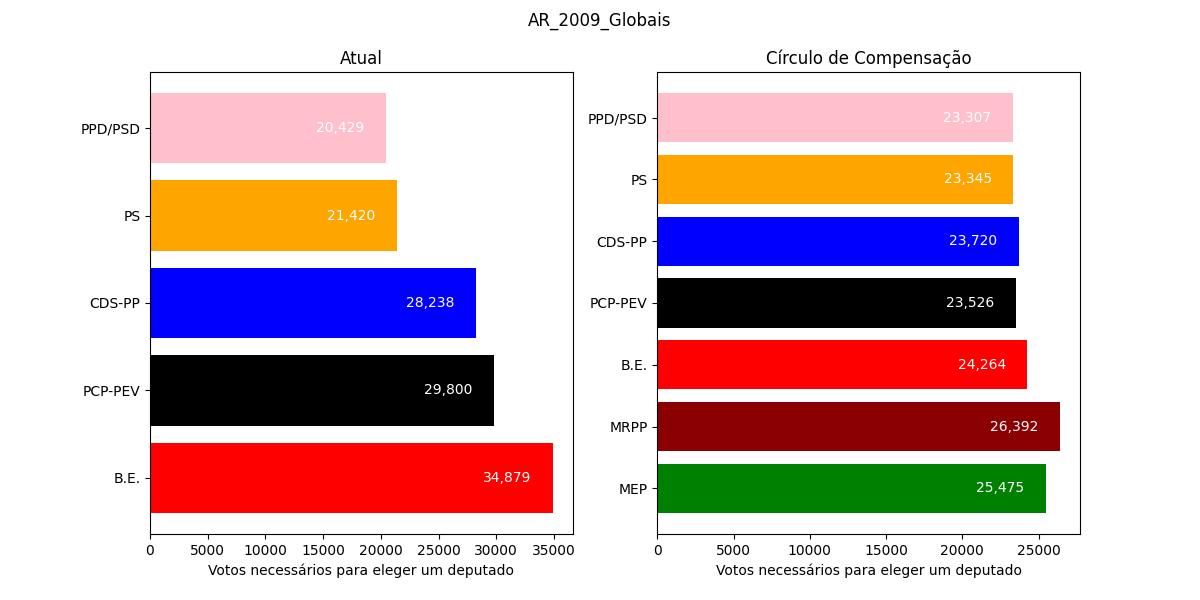 AR_2009_Globais
Atual
PPD/PSD
20,429
PS
21,420
CDS-PP
28,238
PCP-PEV
29,800
B.E.
34,879
0 5000 10000 15000 20000 25000 30000 35000
Votos necessários para eleger um deputado
Círculo de Compensação
PPD/PSD
23,307
PS
23,345
CDS-PP
23,720
PCP-PEV
23,526
B.E.
24,264
MRPP
26,392
MEP
25,475
0 5000 10000 15000 20000 25000
Votos necessários para eleger um deputado